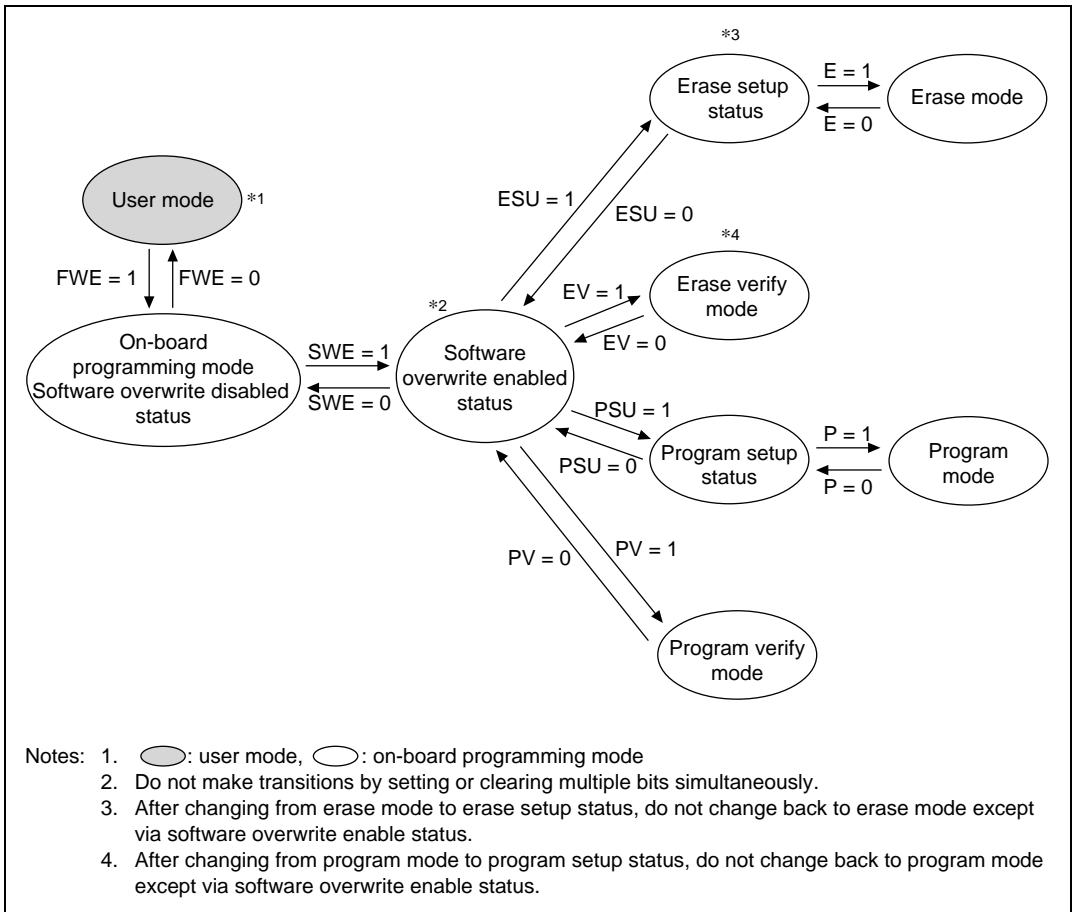 *3
Erase setup
status
E = 1
E = 0
Erase mode
User mode
*1
ESU = 1
ESU = 0
*4
FWE = 1
FWE = 0
*2
EV = 1
EV = 0
Erase verify
mode
On-board
programming mode
Software overwrite disabled
status
SWE = 1
SWE = 0
Software
overwrite enabled
status
PSU = 1
PSU = 0
Program setup
status
P = 1
P = 0
Program
mode
PV = 0
PV = 1
Program verify
mode
Notes: 1. : user mode, : on-board programming mode
2. Do not make transitions by setting or clearing multiple bits simultaneously.
3. After changing from erase mode to erase setup status, do not change back to erase mode except
via software overwrite enable status.
4. After changing from program mode to program setup status, do not change back to program mode
except via software overwrite enable status.